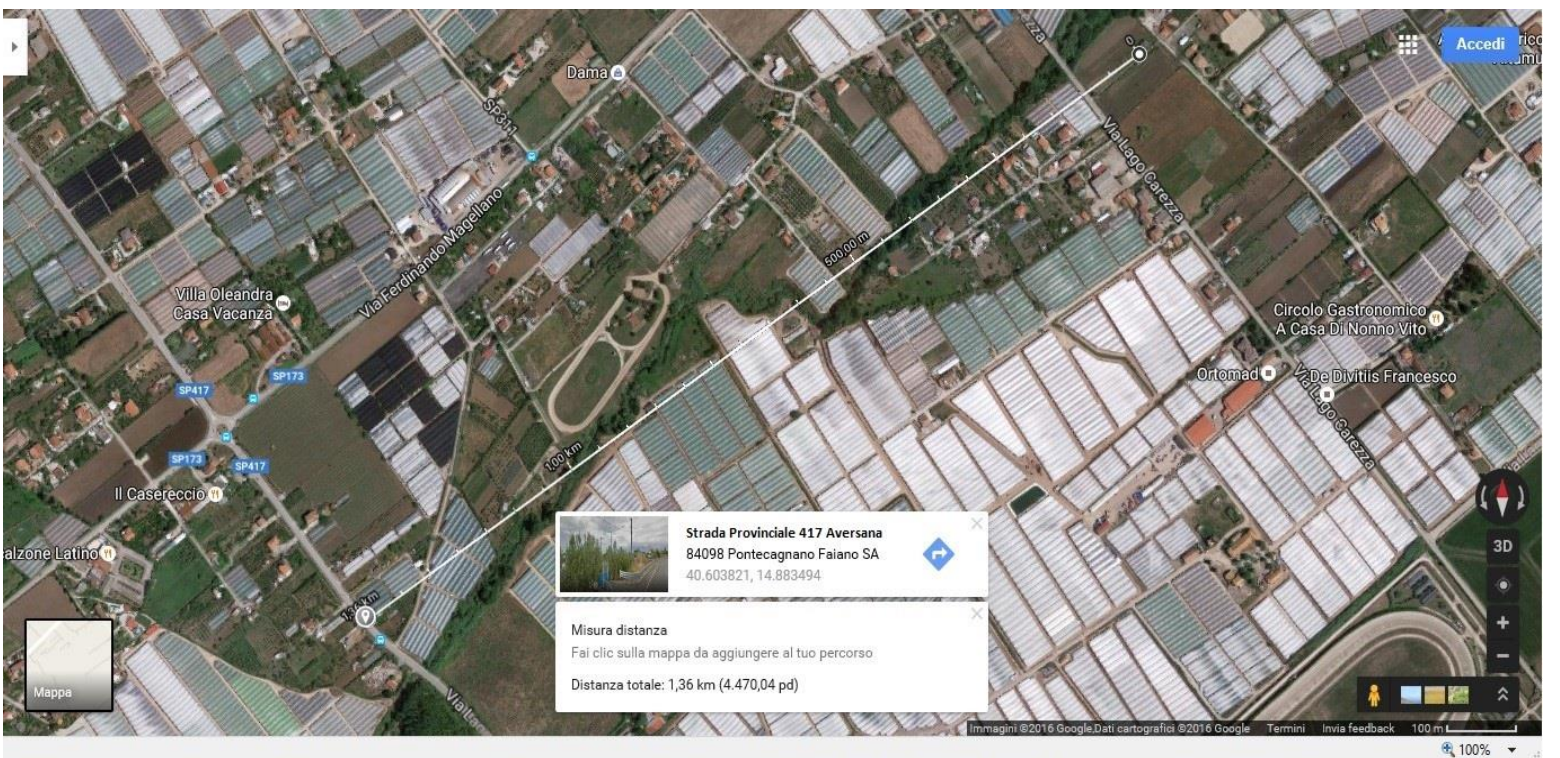 Dama
SP311
Accedi
Via Lago Carezza
Via Ferdinando Magellano
500,00 m
Villa Oleandra
Casa Vacanza
Circolo Gastronomico
A Casa Di Nonno Vito
SP417
SP173
Ortomad
De Divitiis Francesco
Via Lago Carezza
1,00 km
SP173
SP417
Il Casereccio
alzone Latino
1,36 km
Strada Provinciale 417 Aversana
84098 Pontecagnano Faiano SA
40.603821, 14.883494
3D
Misura distanza
Fai clic sulla mappa da aggiungere al tuo percorso
Distanza totale: 1,36 km (4.470,04 pd)
Mappa
Immagini ©2016 Google,Dati cartografici ©2016 Google Termini Invia feedback 100 m
100%